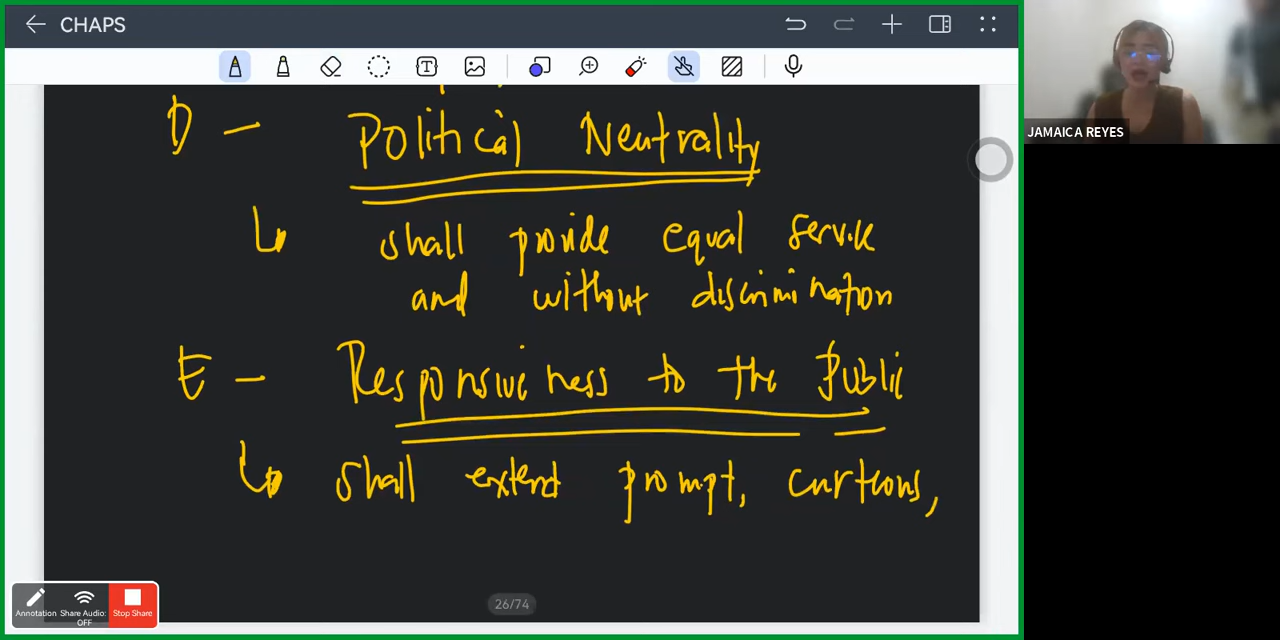 CHAPS
D - Political Neutrality
↳ shall provide equal service
and without discrimination
E - Responsiveness to the Public
↳ shall extend prompt, curteous,
JAMAICA REYES
Annotation
Share Audio: OFF
Stop Share
26/74